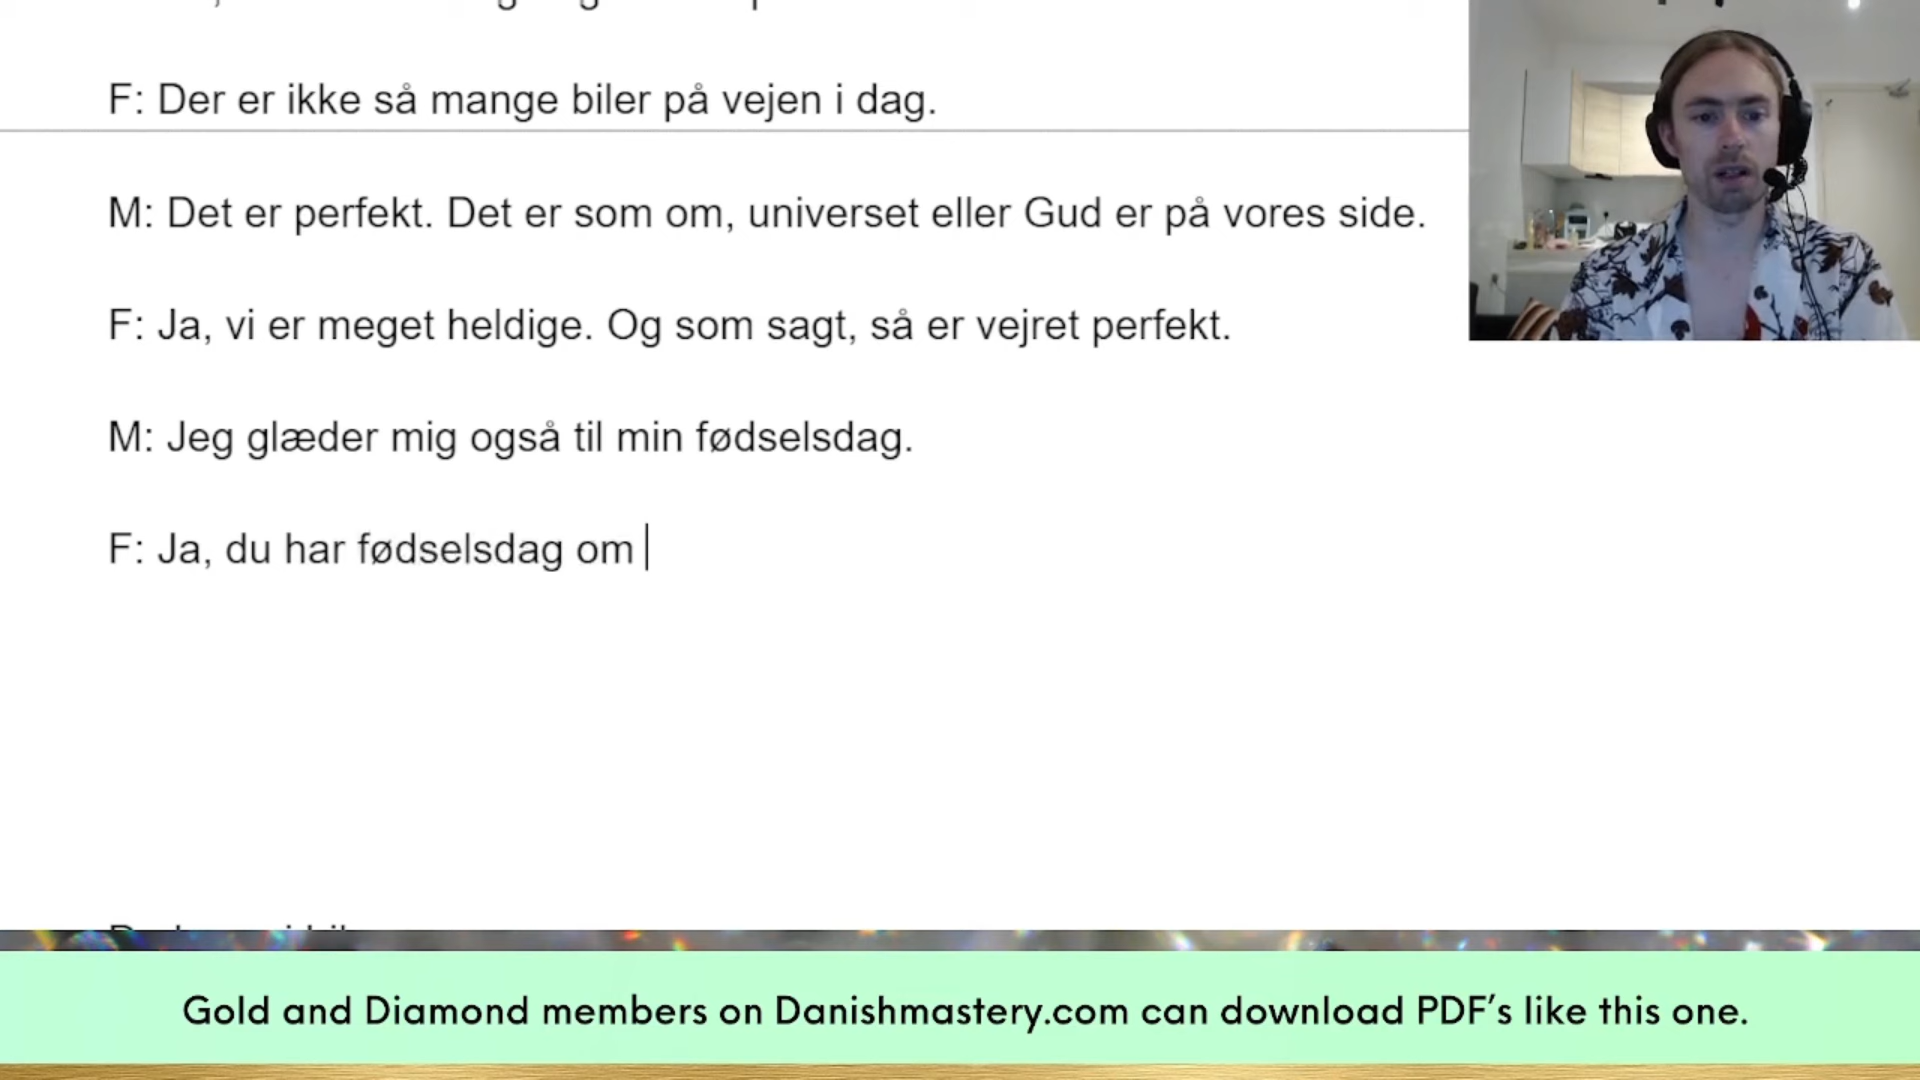 F: Der er ikke så mange biler på vejen i dag.
M: Det er perfekt. Det er som om, universet eller Gud er på vores side.
F: Ja, vi er meget heldige. Og som sagt, så er vejret perfekt.
M: Jeg glæder mig også til min fødselsdag.
F: Ja, du har fødselsdag om
Gold and Diamond members on Danishmastery.com can download PDF’s like this one.